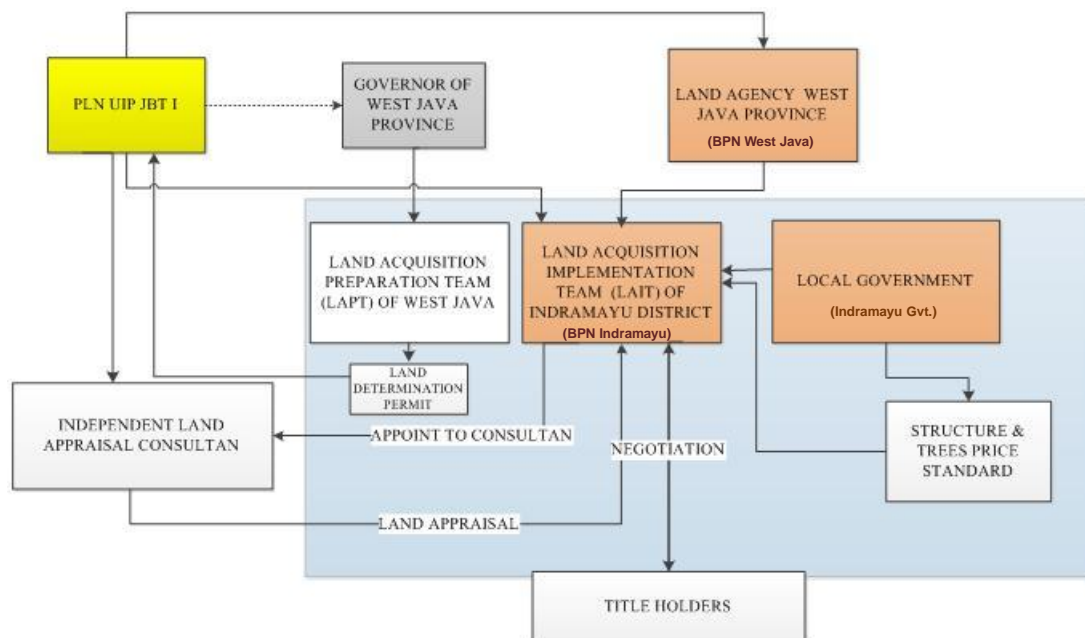 PLN UIP JBT I
GOVERNOR OF
WEST JAVA
PROVINCE
LAND AGENCY WEST
JAVA PROVINCE
(BPN West Java)
LAND ACQUISITION
PREPARATION TEAM
(LAPT) OF WEST JAVA
LAND ACQUISITION
IMPLEMENTATION
TEAM (LAIT) OF
INDRAMAYU DISTRICT
(BPN Indramayu)
LOCAL GOVERNMENT
(Indramayu Gvt.)
LAND
DETERMINATION
PERMIT
INDEPENDENT LAND
APPRAISAL CONSULTAN
APPOINT TO CONSULTAN
NEGOTIATION
STRUCTURE &
TREES PRICE
STANDARD
LAND APPRAISAL
TITLE HOLDERS